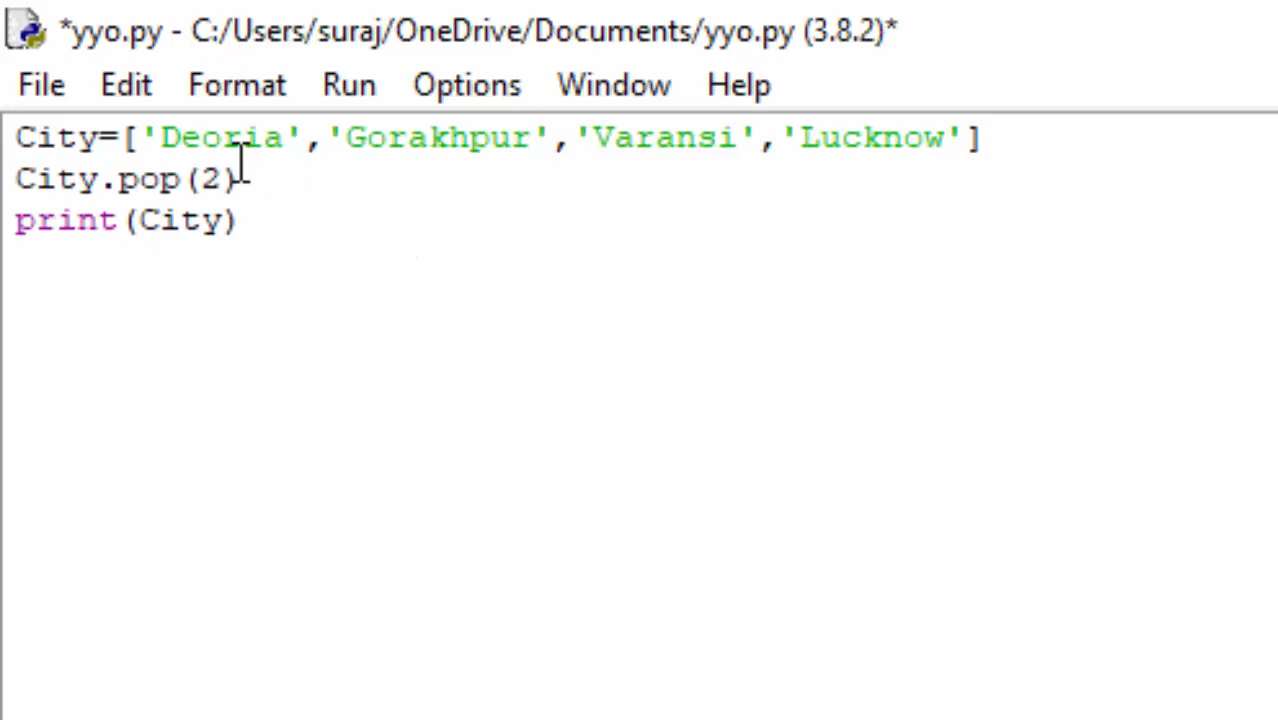 *yyo.py - C:/Users/suraj/OneDrive/Documents/yyo.py (3.8.2)*
File Edit Format Run Options Window Help
City=['Deoria','Gorakhpur','Varansi','Lucknow']
City.pop(2)
print(City)